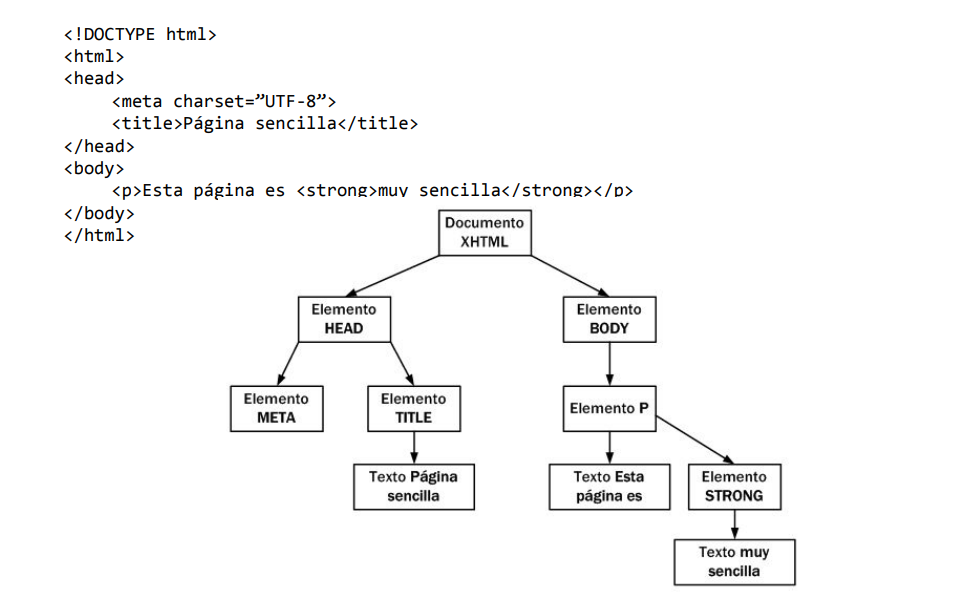 <!DOCTYPE html>
<html>
<head>
<meta charset=”UTF-8”>
<title>Página sencilla</title>
</head>
<body>
<p>Esta página es <strong>muy sencilla</strong></p>
</body>
</html>
Documento
XHTML
Elemento
HEAD
Elemento
BODY
Elemento
META
Elemento
TITLE
Elemento P
Texto Página
sencilla
Texto Esta
página es
Elemento
STRONG
Texto muy
sencilla